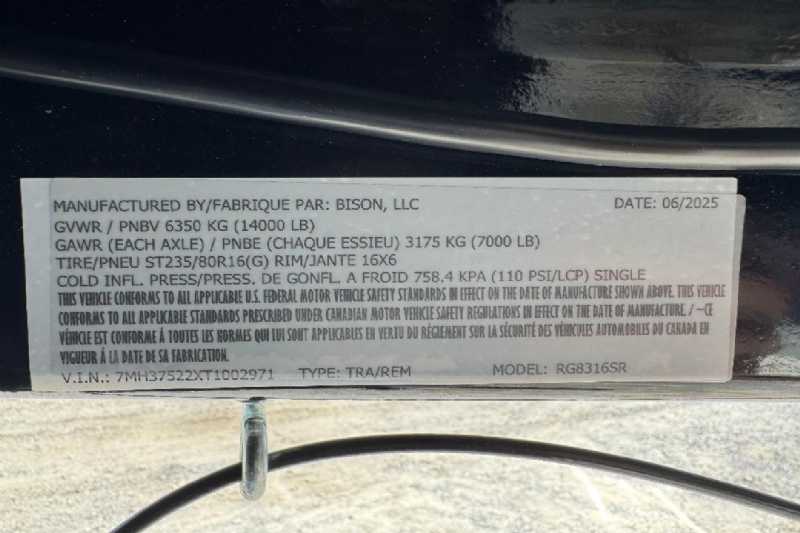 MANUFACTURED BY/FABRIQUE PAR: BISON, LLC DATE: 06/2025
GVWR / PNBV 6350 KG (14000 LB)
GAWR (EACH AXLE) / PNBE (CHAQUE ESSIEU) 3175 KG (7000 LB)
TIRE/PNEU ST235/80R16(G) RIM/JANTE 16X6
COLD INFL. PRESS/PRESS. DE GONFL. A FROID 758.4 KPA (110 PSI/LCP) SINGLE
THIS VEHICLE CONFORMS TO ALL APPLICABLE U.S. FEDERAL MOTOR VEHICLE SAFETY STANDARDS IN EFFECT ON THE DATE OF MANUFACTURE SHOWN ABOVE. THIS VEHICLE
CONFORMS TO ALL APPLICABLE STANDARDS PRESCRIBED UNDER CANADIAN MOTOR VEHICLE SAFETY REGULATIONS IN EFFECT ON THE DATE OF MANUFACTURE. / –CE
VÉHICULE EST CONFORME À TOUTES LES NORMES QUI LUI SONT APPLICABLES EN VERTU DU RÈGLEMENT SUR LA SÉCURITÉ DES VÉHICULES AUTOMOBILES DU CANADA EN
VIGUEUR À LA DATE DE SA FABRICATION.
V.I.N.: 7MH37522XT1002971 TYPE: TRA/REM MODEL: RG8316SR